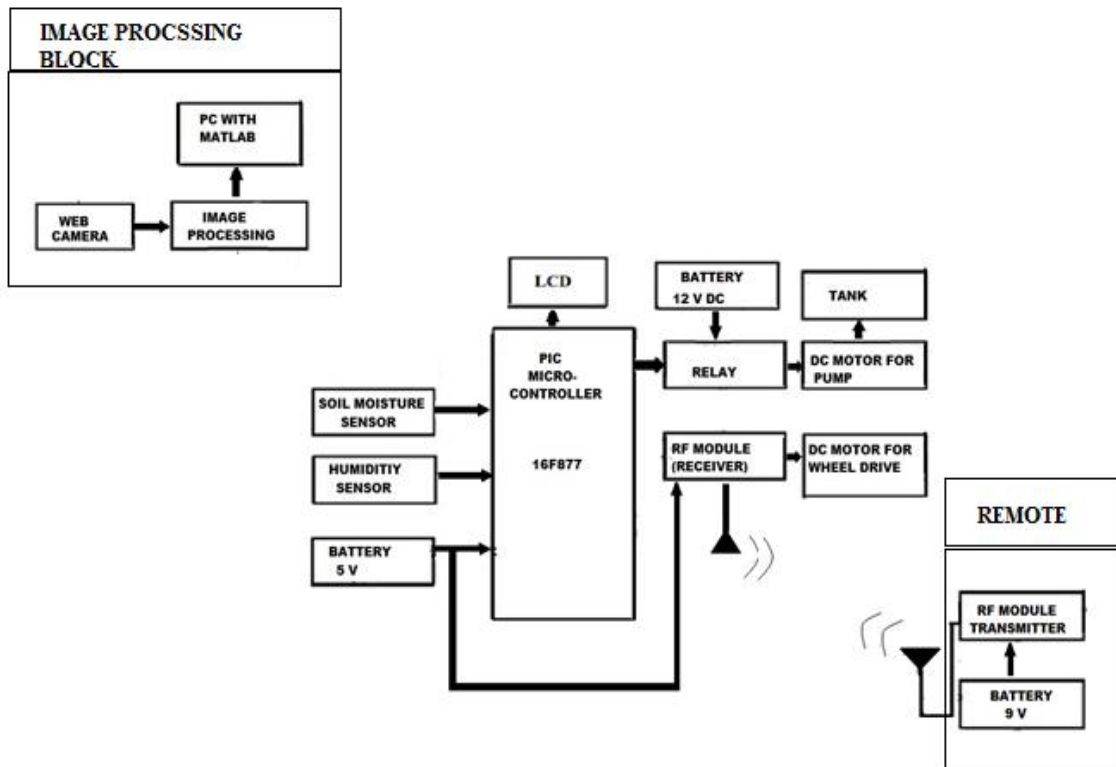 IMAGE PROCSSING
BLOCK
PC WITH
MATLAB
WEB
CAMERA
IMAGE
PROCESSING
LCD
BATTERY
12 V DC
TANK
PIC
MICRO-
CONTROLLER
16F877
RELAY
DC MOTOR FOR
PUMP
SOIL MOISTURE
SENSOR
HUMIDITIY
SENSOR
BATTERY
5 V
RF MODULE
(RECEIVER)
DC MOTOR FOR
WHEEL DRIVE
REMOTE
RF MODULE
TRANSMITTER
BATTERY
9 V